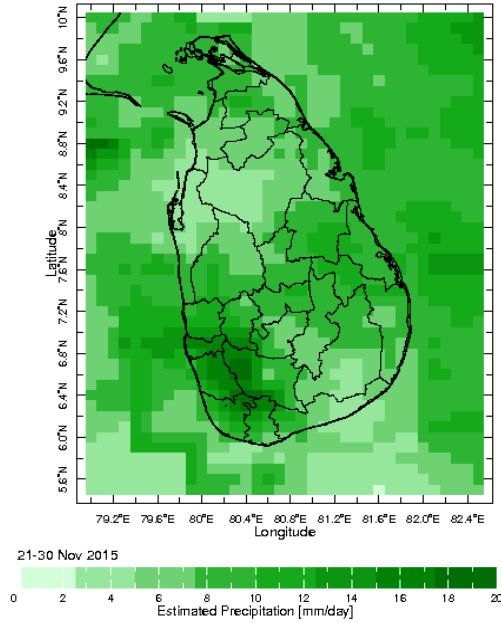 10°N
9.6°N
9.2°N
8.8°N
8.4°N
8°N
7.6°N
7.2°N
6.8°N
6.4°N
6.0°N
5.6°N
Latitude
79.2°E 79.6°E 80°E 80.4°E 80.8°E 81.2°E 81.6°E 82°E 82.4°E
Longitude
21-30 Nov 2015
0 2 4 6 8 10 12 14 16 18 20
Estimated Precipitation [mm/day]